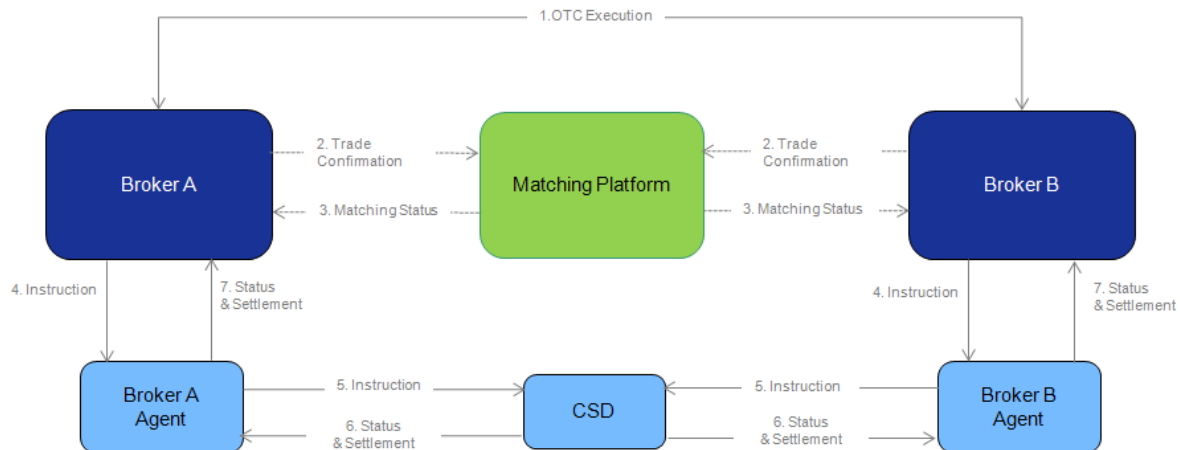 1.OTC Execution
Broker A
2. Trade
Confirmation
Matching Platform
2. Trade
Confirmation
Broker B
3. Matching Status
3. Matching Status
4. Instruction
7. Status
& Settlement
4. Instruction
7. Status
& Settlement
Broker A
Agent
5. Instruction
6. Status
& Settlement
CSD
5. Instruction
6. Status
& Settlement
Broker B
Agent